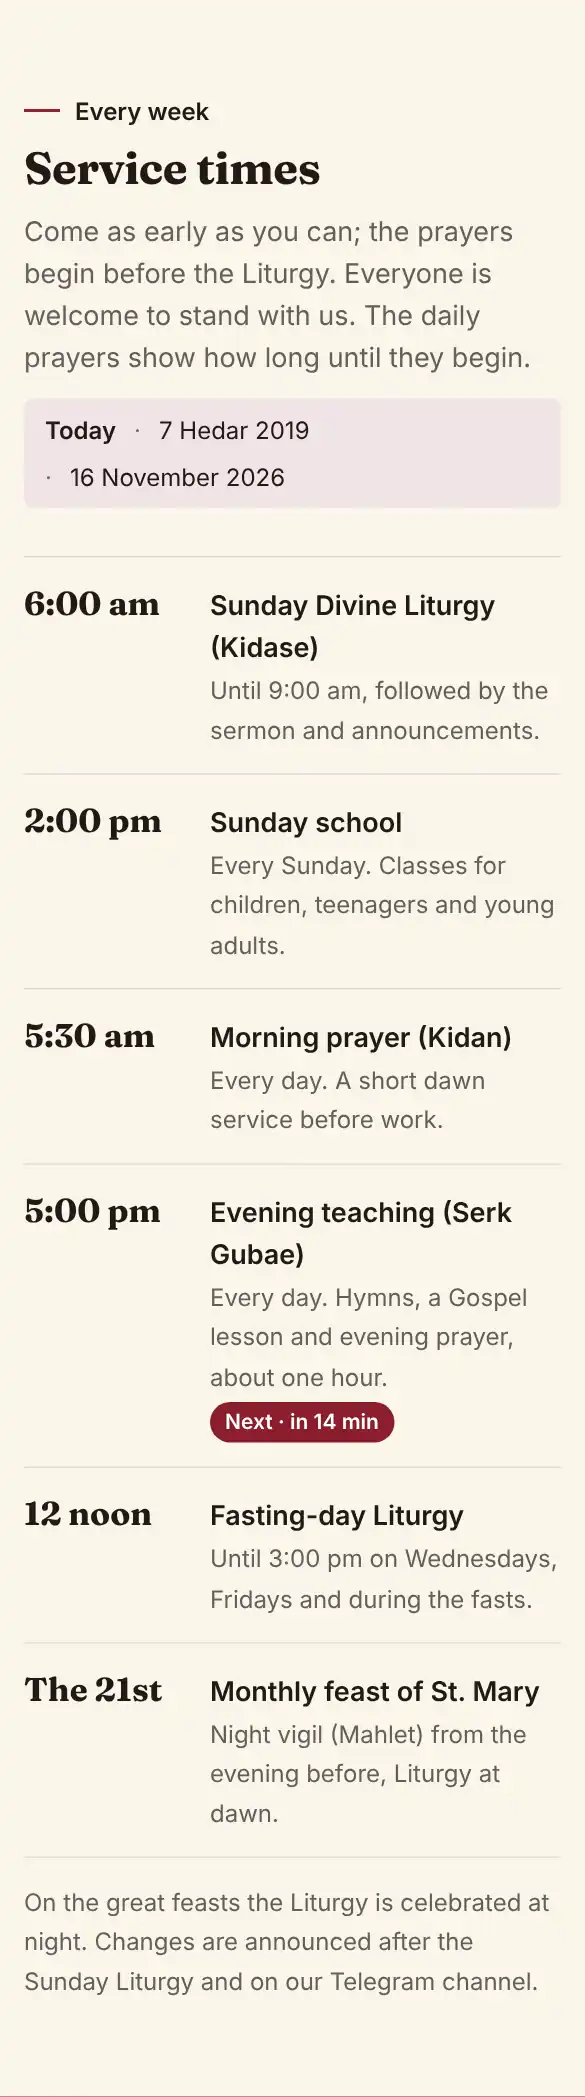 Every week
Service times
Come as early as you can; the prayers
begin before the Liturgy. Everyone is
welcome to stand with us. The daily
prayers show how long until they begin.
Today · 7 Hedar 2019
· 16 November 2026
6:00 am
Sunday Divine Liturgy
(Kidase)
Until 9:00 am, followed by the
sermon and announcements.
2:00 pm
Sunday school
Every Sunday. Classes for
children, teenagers and young
adults.
5:30 am
Morning prayer (Kidan)
Every day. A short dawn
service before work.
5:00 pm
Evening teaching (Serk
Gubae)
Every day. Hymns, a Gospel
lesson and evening prayer,
about one hour.
Next · in 14 min
12 noon
Fasting-day Liturgy
Until 3:00 pm on Wednesdays,
Fridays and during the fasts.
The 21st
Monthly feast of St. Mary
Night vigil (Mahlet) from the
evening before, Liturgy at
dawn.
On the great feasts the Liturgy is celebrated at
night. Changes are announced after the
Sunday Liturgy and on our Telegram channel.